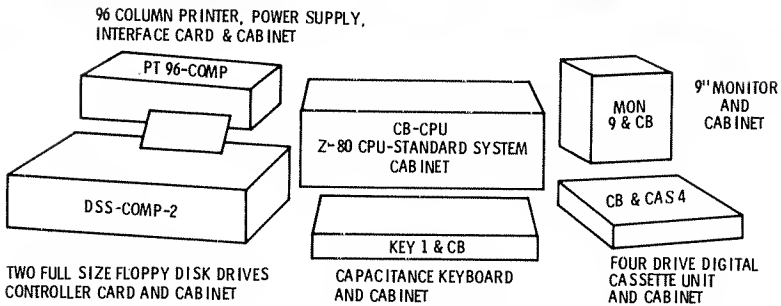 96 COLUMN PRINTER, POWER SUPPLY,
INTERFACE CARD & CABINET
PT 96-COMP
DSS-COMP-2
TWO FULL SIZE FLOPPY DISK DRIVES
CONTROLLER CARD AND CABINET
CB-CPU
Z-80 CPU-STANDARD SYSTEM
CABINET
KEY 1 & CB
CAPACITANCE KEYBOARD
AND CABINET
MON
9 & CB
9" MONITOR
AND
CABINET
CB & CAS 4
FOUR DRIVE DIGITAL
CASSETTE UNIT
AND CABINET